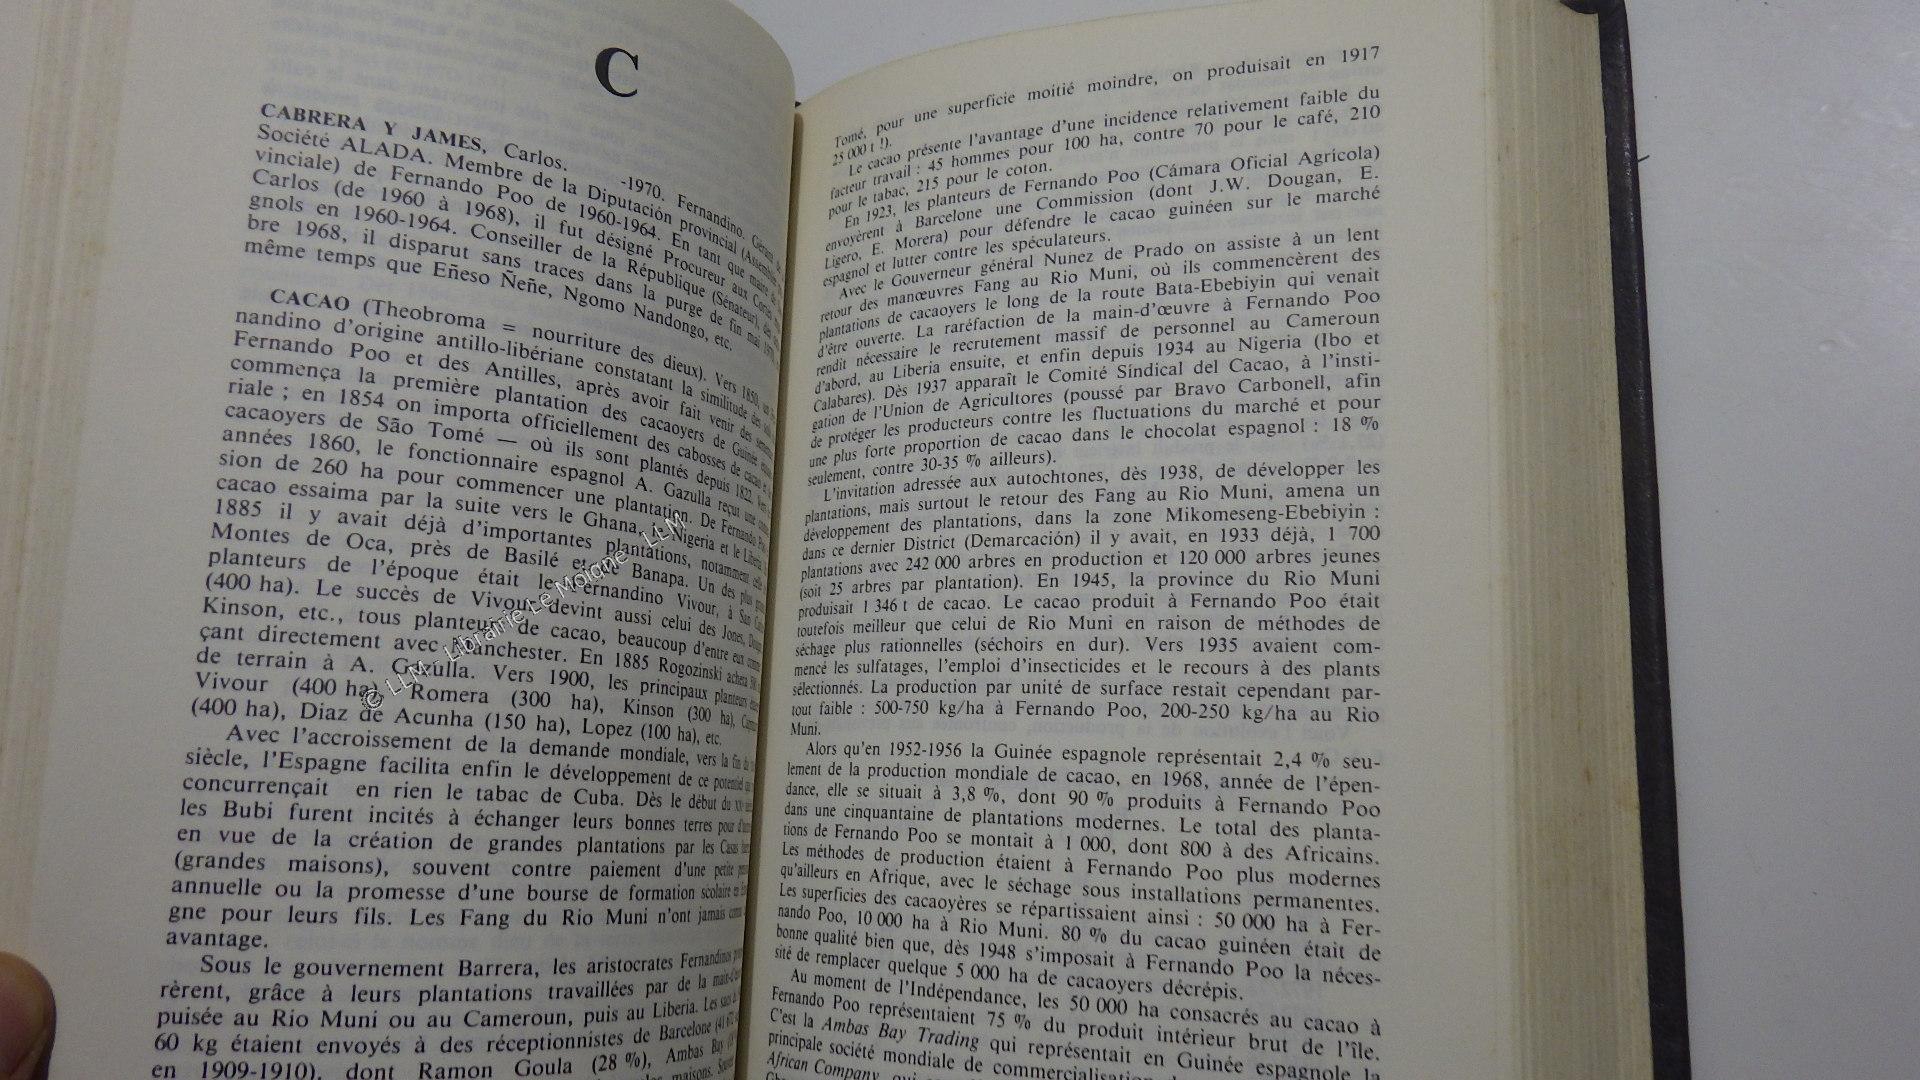 C
CABRERA Y JAMES, Carlos. -1970. Fernandino. Gérant de
Société ALADA. Membre de la Diputación provincial (Assemblée
vinciale) de Fernando Poo de 1960-1964. En tant que maire de
Carlos (de 1960 à 1968), il fut désigné Procureur aux Cortès
gnols en 1960-1964. Conseiller de la République (Sénateur), dès
bre 1968, il disparut sans traces dans la purge de fin mai 1970,
même temps que Eñeso Ñeñe, Ngomo Nandongo, etc.
CACAO (Theobroma = nourriture des dieux). Vers 1850, un
nandino d'origine antillo-libériane constatant la similitude des sols
Fernando Poo et des Antilles, après avoir fait venir des semences
commença la première plantation des cacaoyers de Guinée
riale ; en 1854 on importa officiellement des cabosses de cacao et
cacaoyers de São Tomé — où ils sont plantés depuis 1822. Vers
années 1860, le fonctionnaire espagnol A. Gazulla reçut une
sion de 260 ha pour commencer une plantation. De Fernando Poo
cacao essaima par la suite vers le Ghana, le Nigeria et le Liberia.
1885 il y avait déjà d'importantes plantations, notamment
Montes de Oca, près de Basilé et de Banapa. Un des plus
planteurs de l'époque était le Fernandino Vivour, à San
(400 ha). Le succès de Vivour devint aussi celui des Jones,
Kinson, etc., tous planteurs de cacao, beaucoup d'entre eux
çant directement avec Manchester. En 1885 Rogozinski acheta
de terrain à A. Gazulla. Vers 1900, les principaux planteurs
Vivour (400 ha), Romera (300 ha), Kinson (300 ha),
(400 ha), Diaz de Acunha (150 ha), Lopez (100 ha), etc.
Avec l'accroissement de la demande mondiale, vers la fin du
siècle, l'Espagne facilita enfin le développement de ce potentiel
concurrençait en rien le tabac de Cuba. Dès le début du XXe
les Bubi furent incités à échanger leurs bonnes terres pour
en vue de la création de grandes plantations par les Casas
(grandes maisons), souvent contre paiement d'une petite
annuelle ou la promesse d'une bourse de formation scolaire en
gne pour leurs fils. Les Fang du Rio Muni n'ont jamais
avantage.
Sous le gouvernement Barrera, les aristocrates Fernandinos
rèrent, grâce à leurs plantations travaillées par de la
puisée au Rio Muni ou au Cameroun, puis au Liberia. Les sacs
60 kg étaient envoyés à des réceptionnistes de Barcelone
en 1909-1910), dont Ramon Goula (28 %), Ambas Bay
maisons.
© LLM - Librairie Le Moigne - LLM
Tomé, pour une superficie moitié moindre, on produisait en 1917
25 000 t !).
Le cacao présente l'avantage d'une incidence relativement faible du
facteur travail : 45 hommes pour 100 ha, contre 70 pour le café, 210
pour le tabac, 215 pour le coton.
En 1923, les planteurs de Fernando Poo (Cámara Oficial Agrícola)
envoyèrent à Barcelone une Commission (dont J.W. Dougan, E.
Ligero, E. Morera) pour défendre le cacao guinéen sur le marché
espagnol et lutter contre les spéculateurs.
Avec le Gouverneur général Nunez de Prado on assiste à un lent
retour des manœuvres Fang au Rio Muni, où ils commencèrent des
plantations de cacaoyers le long de la route Bata-Ebebiyin qui venait
d'être ouverte. La raréfaction de la main-d'œuvre à Fernando Poo
rendit nécessaire le recrutement massif de personnel au Cameroun
d'abord, au Liberia ensuite, et enfin depuis 1934 au Nigeria (Ibo et
Calabares). Dès 1937 apparaît le Comité Síndical del Cacao, à l'insti-
gation de l'Union de Agricultores (poussé par Bravo Carbonell, afin
de protéger les producteurs contre les fluctuations du marché et pour
une plus forte proportion de cacao dans le chocolat espagnol : 18 %
seulement, contre 30-35 % ailleurs).
L'invitation adressée aux autochtones, dès 1938, de développer les
plantations, mais surtout le retour des Fang au Rio Muni, amena un
développement des plantations, dans la zone Mikomeseng-Ebebiyin :
dans ce dernier District (Demarcación) il y avait, en 1933 déjà, 1 700
plantations avec 242 000 arbres en production et 120 000 arbres jeunes
(soit 25 arbres par plantation). En 1945, la province du Rio Muni
produisait 1 346 t de cacao. Le cacao produit à Fernando Poo était
toutefois meilleur que celui de Rio Muni en raison de méthodes de
séchage plus rationnelles (séchoirs en dur). Vers 1935 avaient com-
mencé les sulfatages, l'emploi d'insecticides et le recours à des plants
sélectionnés. La production par unité de surface restait cependant par-
tout faible : 500-750 kg/ha à Fernando Poo, 200-250 kg/ha au Rio
Muni.
Alors qu'en 1952-1956 la Guinée espagnole représentait 2,4 % seu-
lement de la production mondiale de cacao, en 1968, année de l'épen-
dance, elle se situait à 3,8 %, dont 90 % produits à Fernando Poo
dans une cinquantaine de plantations modernes. Le total des planta-
tions de Fernando Poo se montait à 1 000, dont 800 à des Africains.
Les méthodes de production étaient à Fernando Poo plus modernes
qu'ailleurs en Afrique, avec le séchage sous installations permanentes.
Les superficies des cacaoyères se répartissaient ainsi : 50 000 ha à Fer-
nando Poo, 10 000 ha à Rio Muni. 80 % du cacao guinéen était de
bonne qualité bien que, dès 1948 s'imposait à Fernando Poo la néces-
sité de remplacer quelque 5 000 ha de cacaoyers décrépis.
Au moment de l'Indépendance, les 50 000 ha consacrés au cacao à
Fernando Poo représentaient 75 % du produit intérieur brut de l'île.
C'est la Ambas Bay Trading qui représentait en Guinée espagnole la
principale société mondiale de commercialisation
African Company, qui